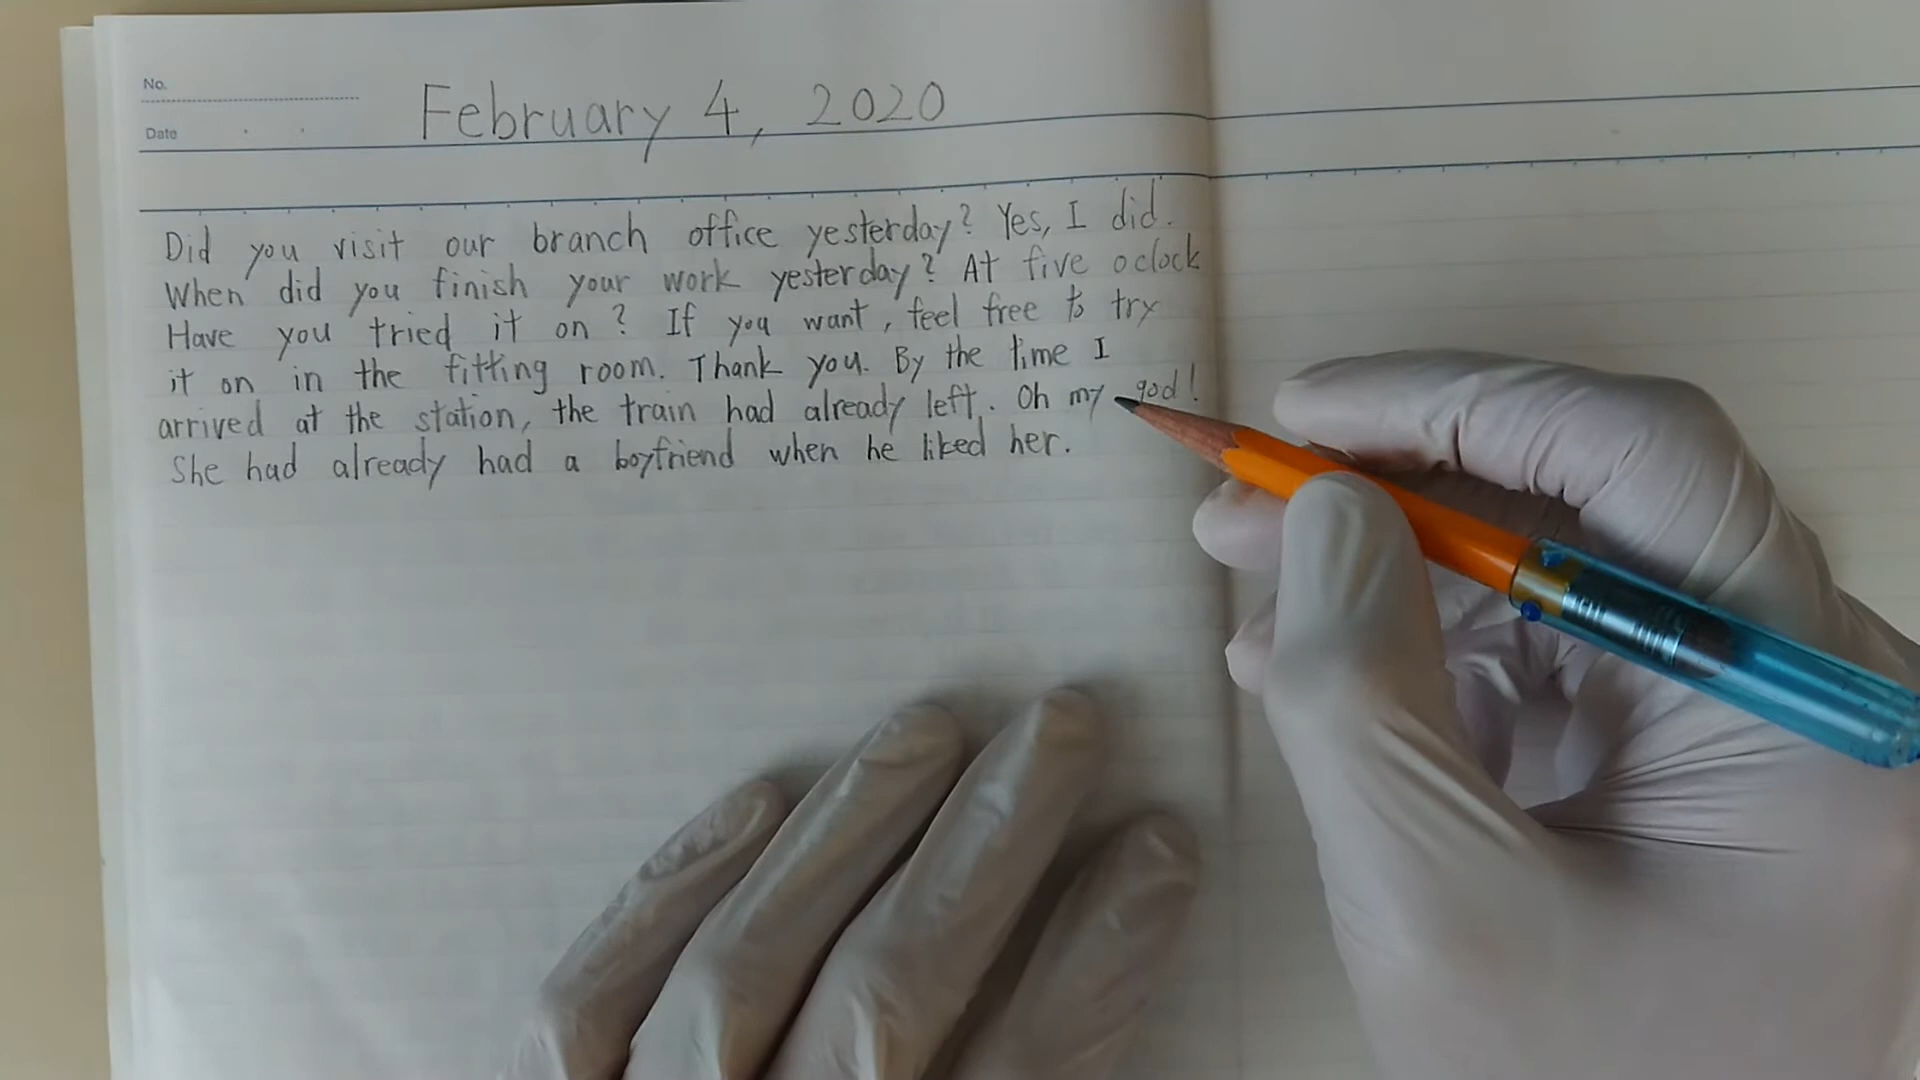 No.
Date
February 4, 2020
Did you visit our branch office yesterday? Yes, I did.
When did you finish your work yesterday? At five oclock
Have you tried it on? If you want, feel free to try
it on in the fitting room. Thank you. By the time I
arrived at the station, the train had already left. Oh my god!
She had already had a boyfriend when he liked her.